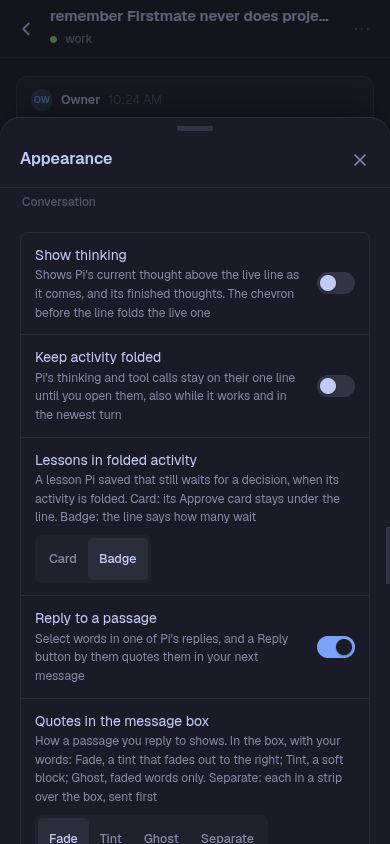 remember Firstmate never does proje...
work
OW Owner 10:24 AM
Appearance
Conversation
Show thinking
Shows Pi's current thought above the live line as
it comes, and its finished thoughts. The chevron
before the line folds the live one
Keep activity folded
Pi's thinking and tool calls stay on their one line
until you open them, also while it works and in
the newest turn
Lessons in folded activity
A lesson Pi saved that still waits for a decision, when its
activity is folded. Card: its Approve card stays under the
line. Badge: the line says how many wait
Card Badge
Reply to a passage
Select words in one of Pi's replies, and a Reply
button by them quotes them in your next
message
Quotes in the message box
How a passage you reply to shows. In the box, with your
words: Fade, a tint that fades out to the right; Tint, a soft
block; Ghost, faded words only. Separate: each in a strip
over the box, sent first
Fade Tint Ghost Separate